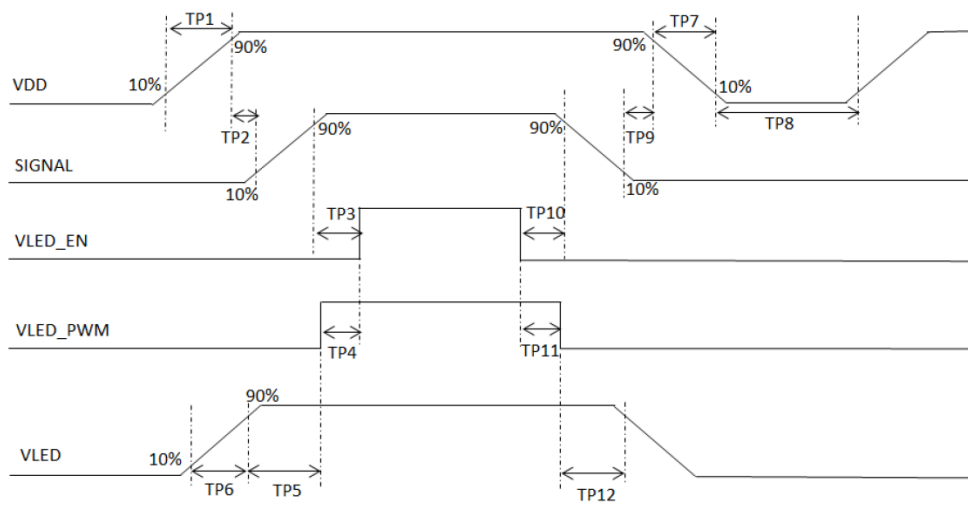 TP1
TP7
90%
90%
10%
10%
VDD
TP2
TP9
TP8
90%
90%
SIGNAL
10%
10%
TP3
TP10
VLED_EN
VLED_PWM
TP4
TP11
90%
VLED
10%
TP6
TP5
TP12